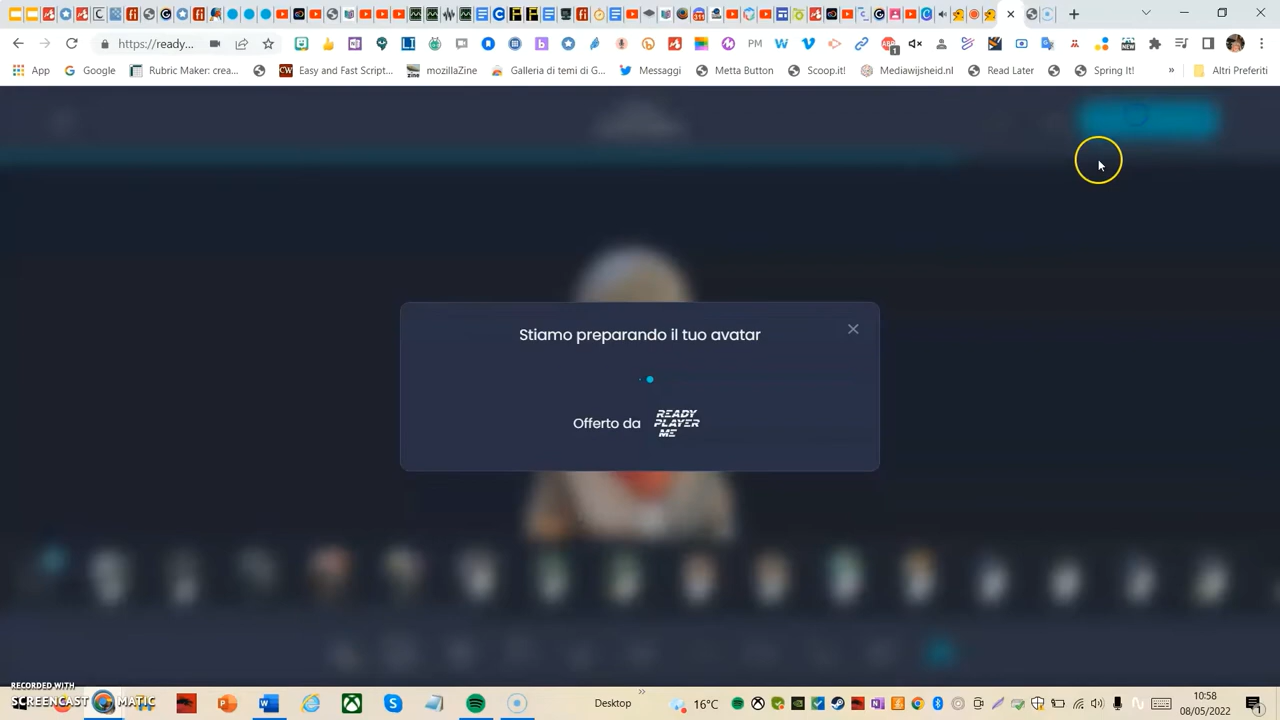 https://ready...
PM
App
Google
Rubric Maker: crea...
Easy and Fast Script...
mozillaZine
Galleria di temi di G...
Messaggi
Metta Button
Scoop.it!
Mediawijsheid.nl
Read Later
Spring It!
»
Altri Preferiti
Stiamo preparando il tuo avatar
Offerto da
READY
PLAYER
ME
RECORDED WITH
SCREENCAST MATIC
Desktop
16°C
10:58
08/05/2022